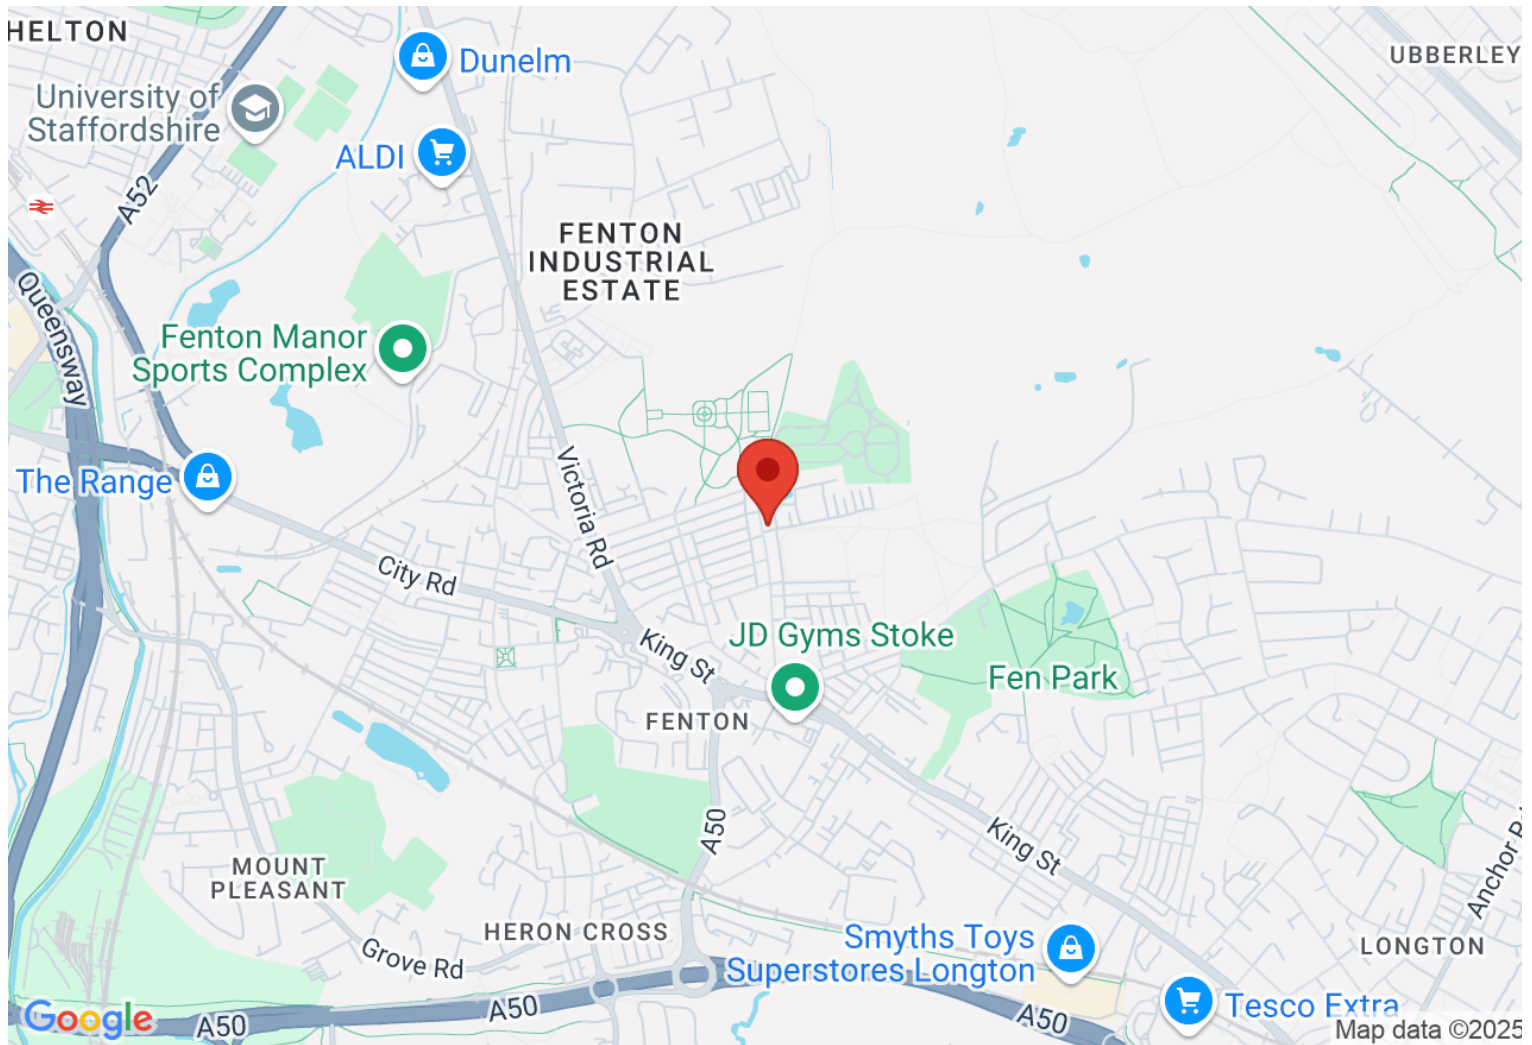 HELTON
Dunelm
UBBERLEY
University of
Staffordshire
ALDI
A52
FENTON
INDUSTRIAL
ESTATE
Queensway
Fenton Manor
Sports Complex
The Range
Victoria Rd
City Rd
King St
JD Gyms Stoke
Fen Park
FENTON
A50
King St
MOUNT
PLEASANT
Anchor Rd
HERON CROSS
Grove Rd
Smyths Toys
Superstores Longton
LONGTON
Google
A50
A50
A50
Tesco Extra
Map data ©2025